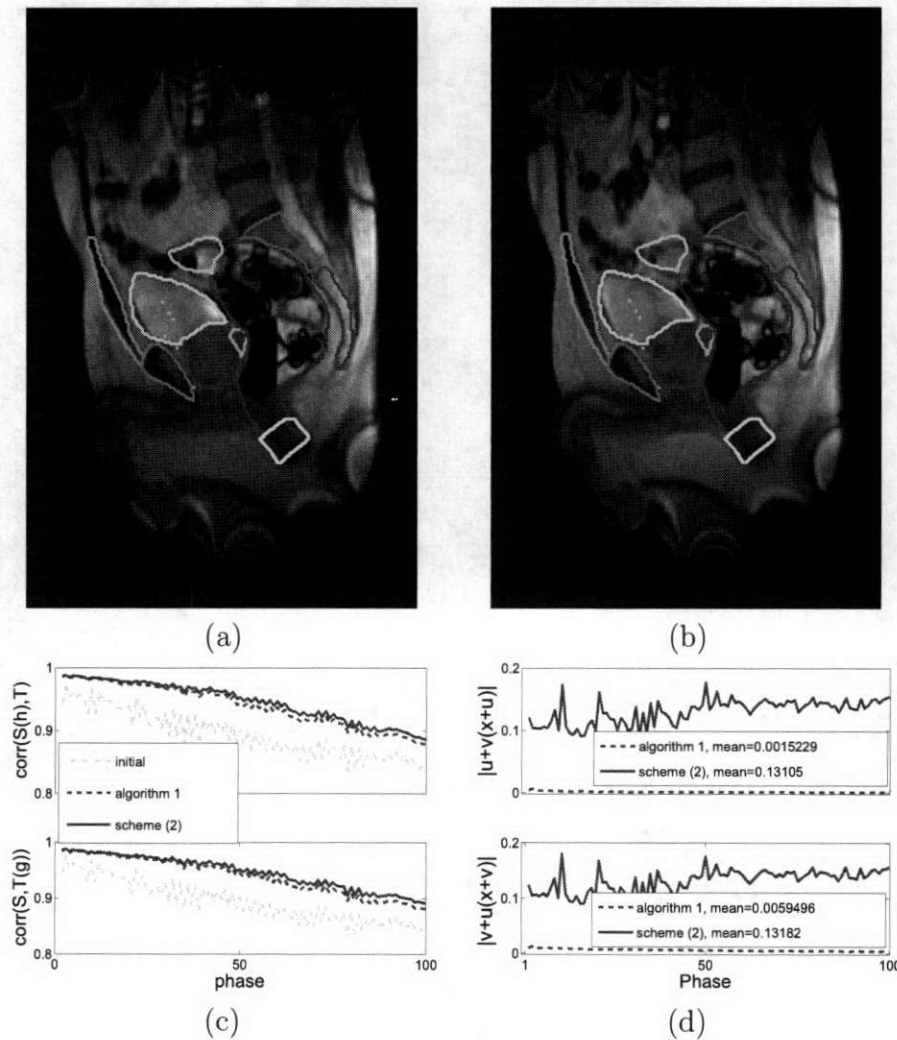 (a)
(b)
corr(S(h),T)
1
0.9
0.8
initial
algorithm 1
scheme (2)
corr(S,T(g))
1
0.9
0.8
0
50
100
phase
(c)
|u+v(x+u)|
0.2
0.1
0
algorithm 1, mean=0.0015229
scheme (2), mean=0.13105
|v+u(x+v)|
0.2
0.1
0
algorithm 1, mean=0.0059496
scheme (2), mean=0.13182
1
50
100
Phase
(d)